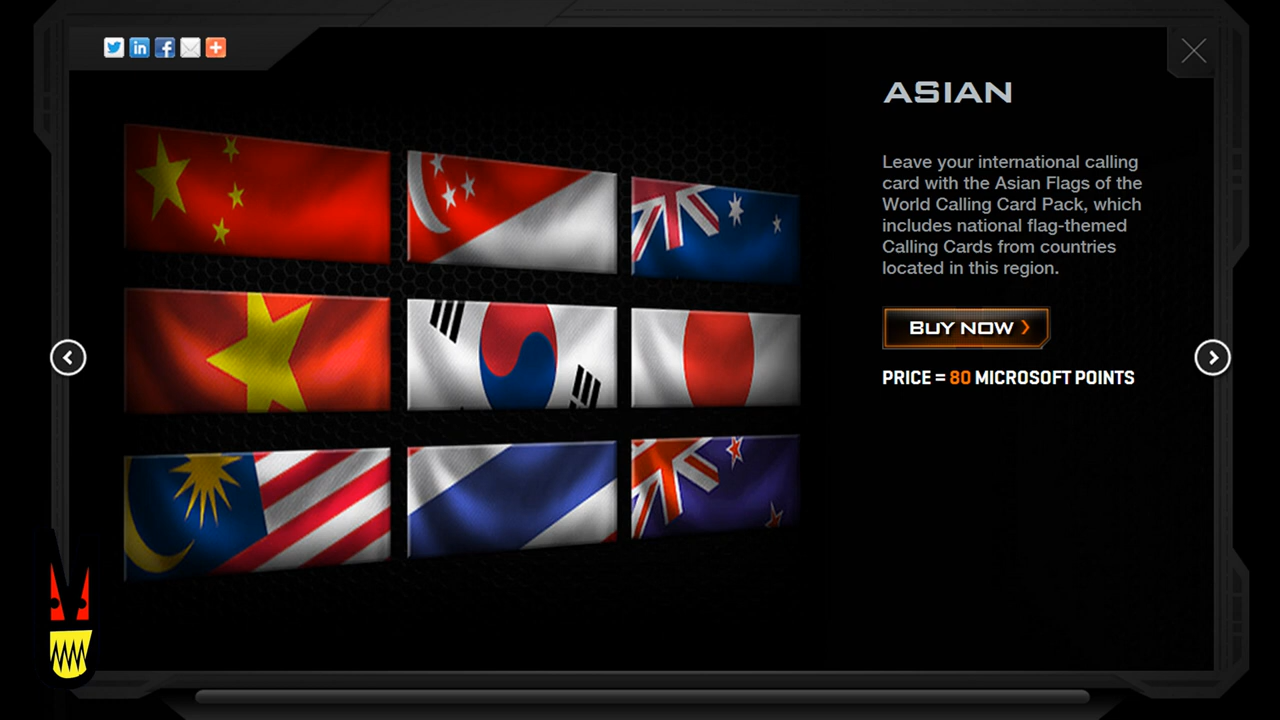 ASIAN
Leave your international calling
card with the Asian Flags of the
World Calling Card Pack, which
includes national flag-themed
Calling Cards from countries
located in this region.
BUY NOW
PRICE = 80 MICROSOFT POINTS